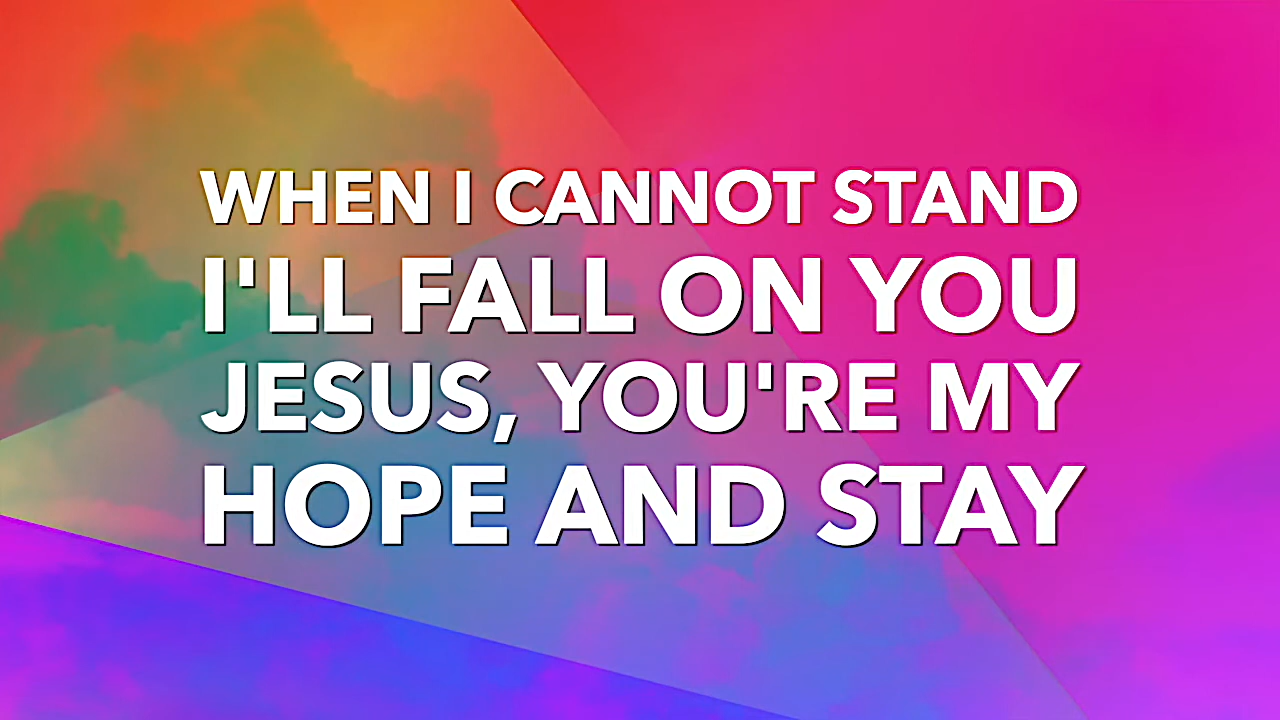 WHEN I CANNOT STAND
I'LL FALL ON YOU
JESUS, YOU'RE MY
HOPE AND STAY